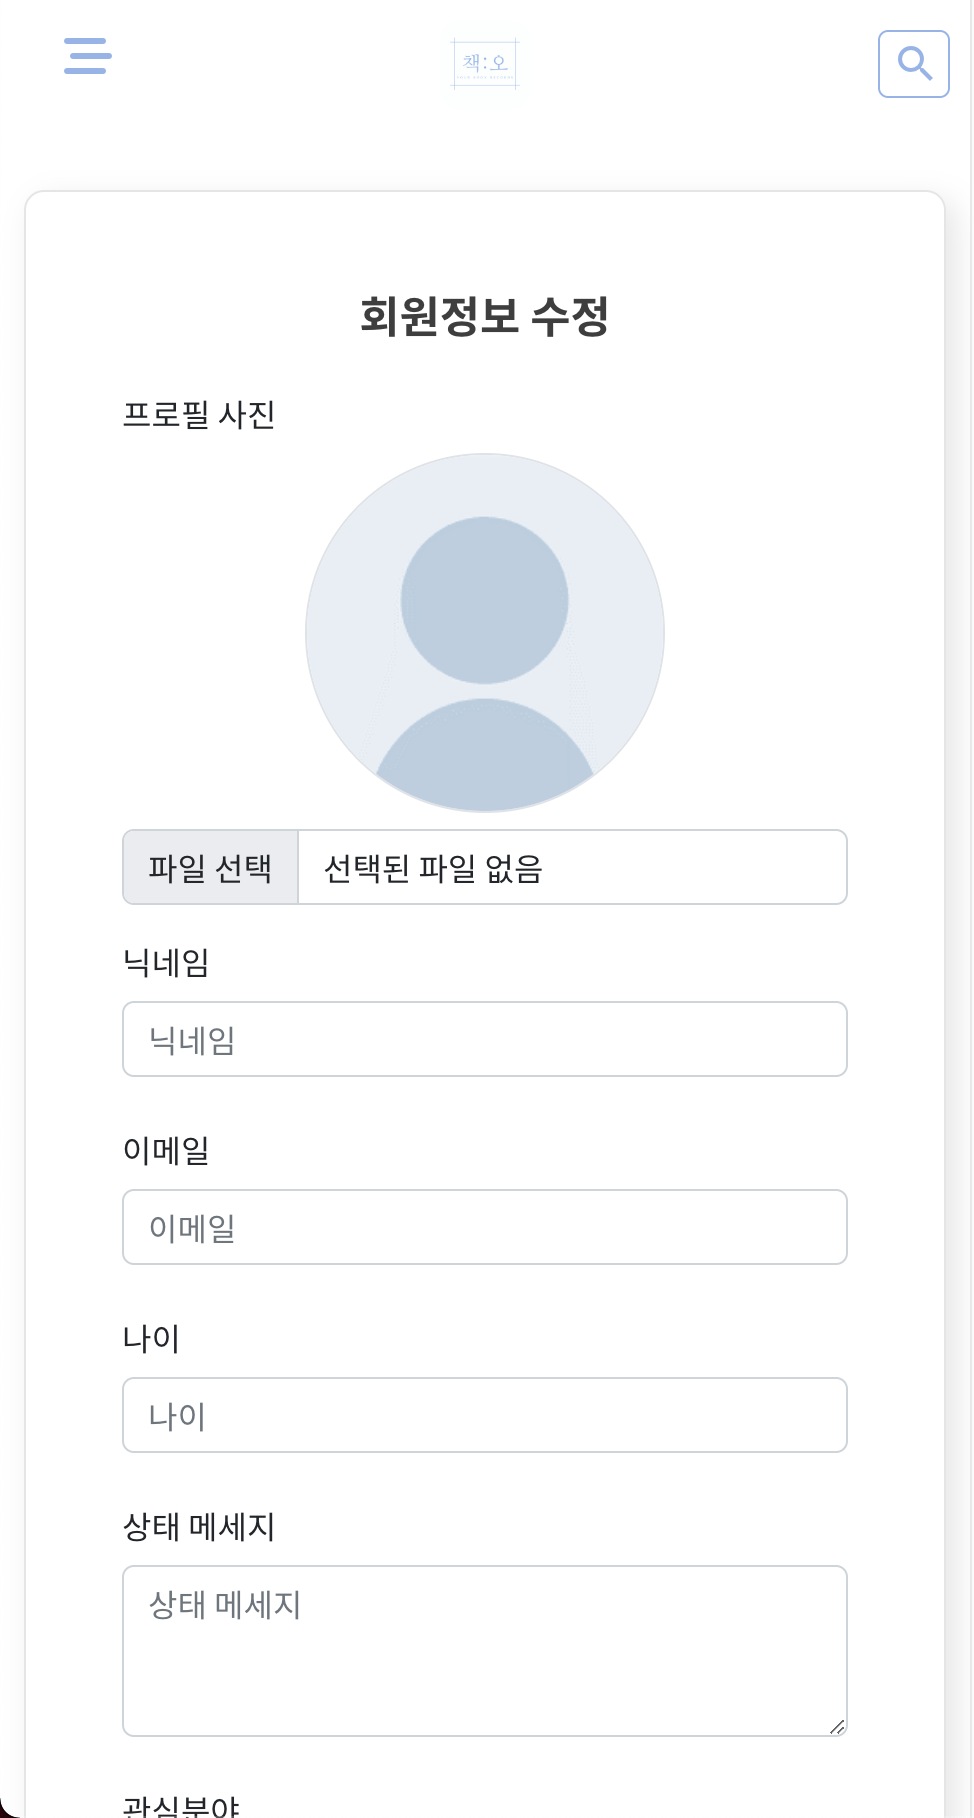 책:오
회원정보 수정
프로필 사진
파일 선택 선택된 파일 없음
닉네임
닉네임
이메일
이메일
나이
나이
상태 메세지
상태 메세지
관심분야